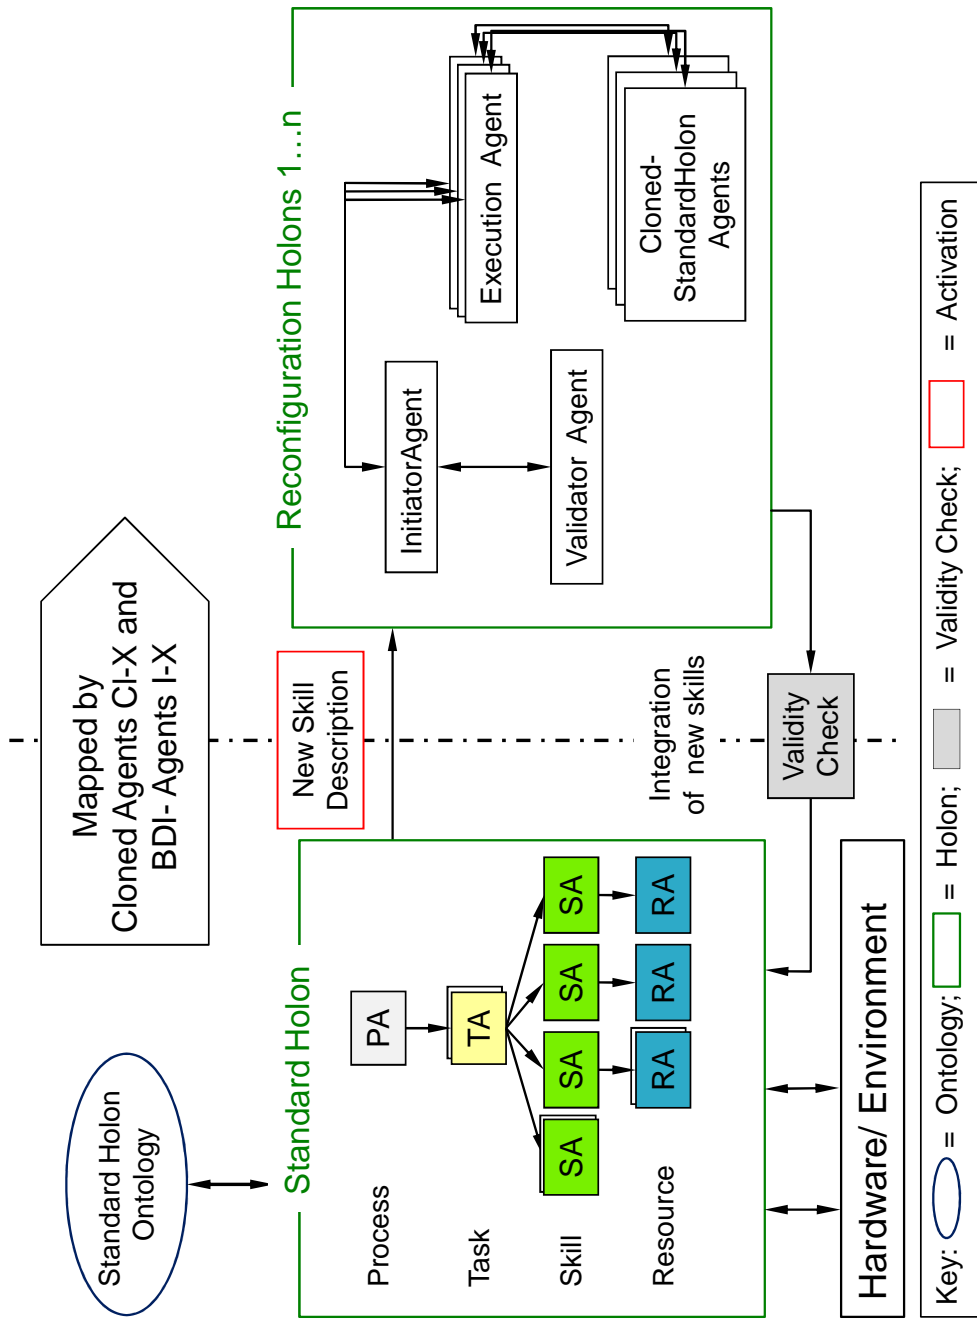 Mapped by
Cloned Agents CI-X and
BDI- Agents I-X
Standard Holon
Ontology
Standard Holon
Process
Task
Skill
Resource
PA
TA
SA
SA
SA
SA
RA
RA
RA
New Skill
Description
Integration
of new skills
Validity
Check
Reconfiguration Holons 1...n
InitiatorAgent
Validator Agent
Execution Agent
Cloned-
StandardHolon
Agents
Hardware/ Environment
Key: = Ontology; = Holon; = Validity Check; = Activation